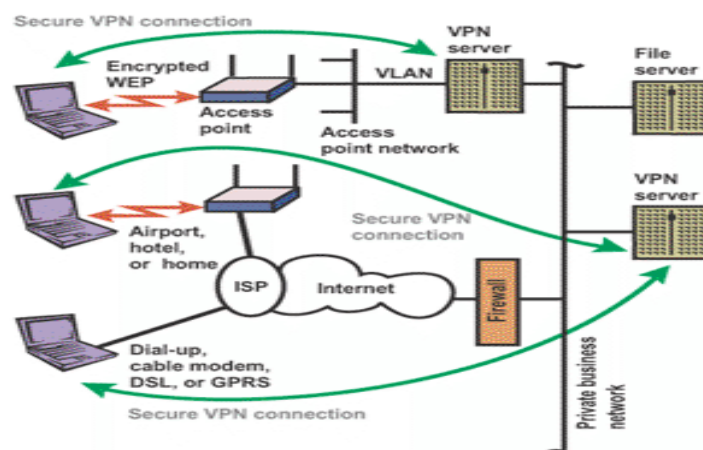 Secure VPN connection
VPN
server
File
server
Encrypted
WEP
VLAN
Access
point
Access
point network
VPN
server
Secure VPN
connection
Airport,
hotel,
or home
ISP
Internet
Firewall
Dial-up,
cable modem,
DSL, or GPRS
Secure VPN connection
Private business
network